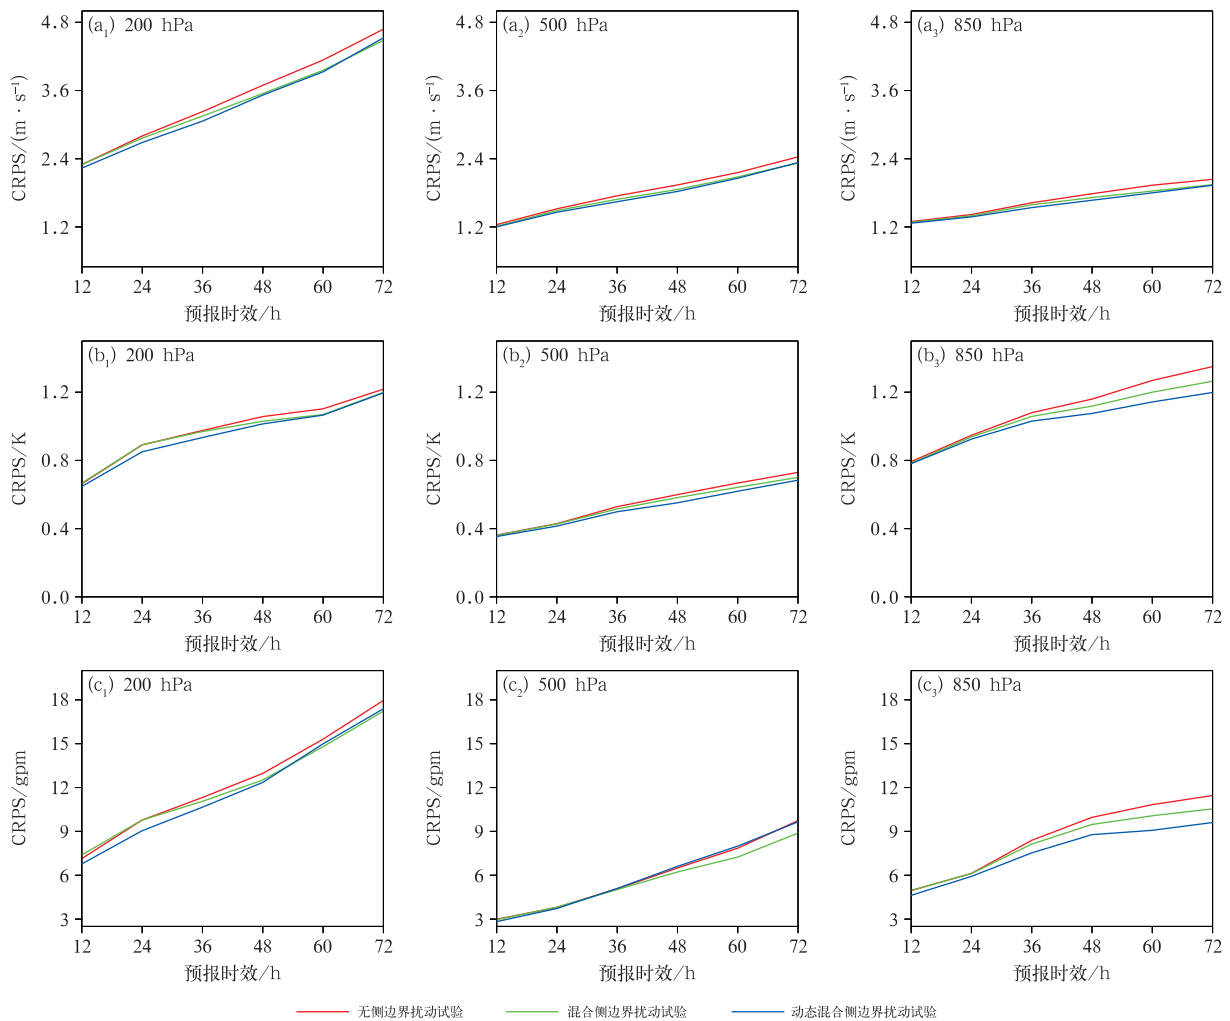 (a₁) 200 hPa
CRPS/(m · s⁻¹)
4.8
3.6
2.4
1.2
12 24 36 48 60 72
预报时效/h
(a₂) 500 hPa
CRPS/(m · s⁻¹)
4.8
3.6
2.4
1.2
12 24 36 48 60 72
预报时效/h
(a₃) 850 hPa
CRPS/(m · s⁻¹)
4.8
3.6
2.4
1.2
12 24 36 48 60 72
预报时效/h
(b₁) 200 hPa
CRPS/K
1.2
0.8
0.4
0.0
12 24 36 48 60 72
预报时效/h
(b₂) 500 hPa
CRPS/K
1.2
0.8
0.4
0.0
12 24 36 48 60 72
预报时效/h
(b₃) 850 hPa
CRPS/K
1.2
0.8
0.4
0.0
12 24 36 48 60 72
预报时效/h
(c₁) 200 hPa
CRPS/gpm
18
15
12
9
6
3
12 24 36 48 60 72
预报时效/h
(c₂) 500 hPa
CRPS/gpm
18
15
12
9
6
3
12 24 36 48 60 72
预报时效/h
(c₃) 850 hPa
CRPS/gpm
18
15
12
9
6
3
12 24 36 48 60 72
预报时效/h
无侧边界扰动试验 混合侧边界扰动试验 动态混合侧边界扰动试验